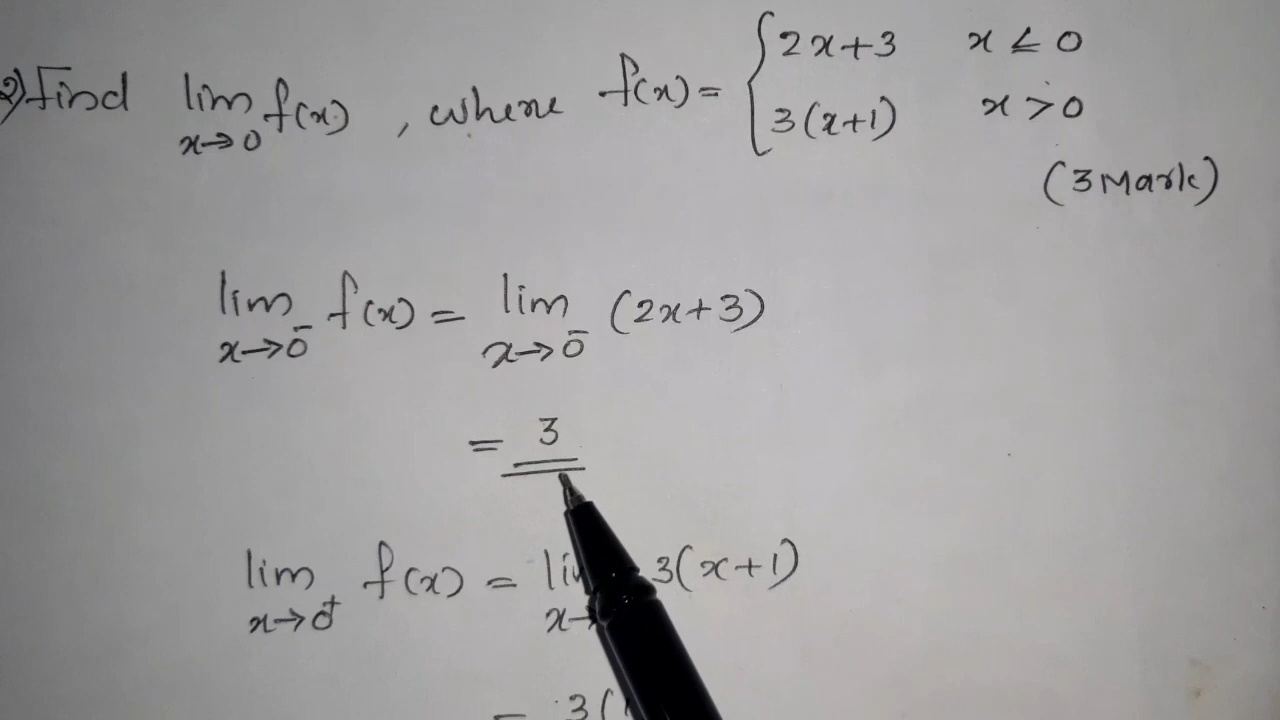 2) Find lim f(x) , where f(x) = { 2x+3 x ≤ 0
x→0 3(x+1) x > 0
(3 Mark)
lim f(x) = lim (2x+3)
x→0⁻ x→0⁻
= 3
lim f(x) = 3(x+1)
x→0⁺ x→
= 3(